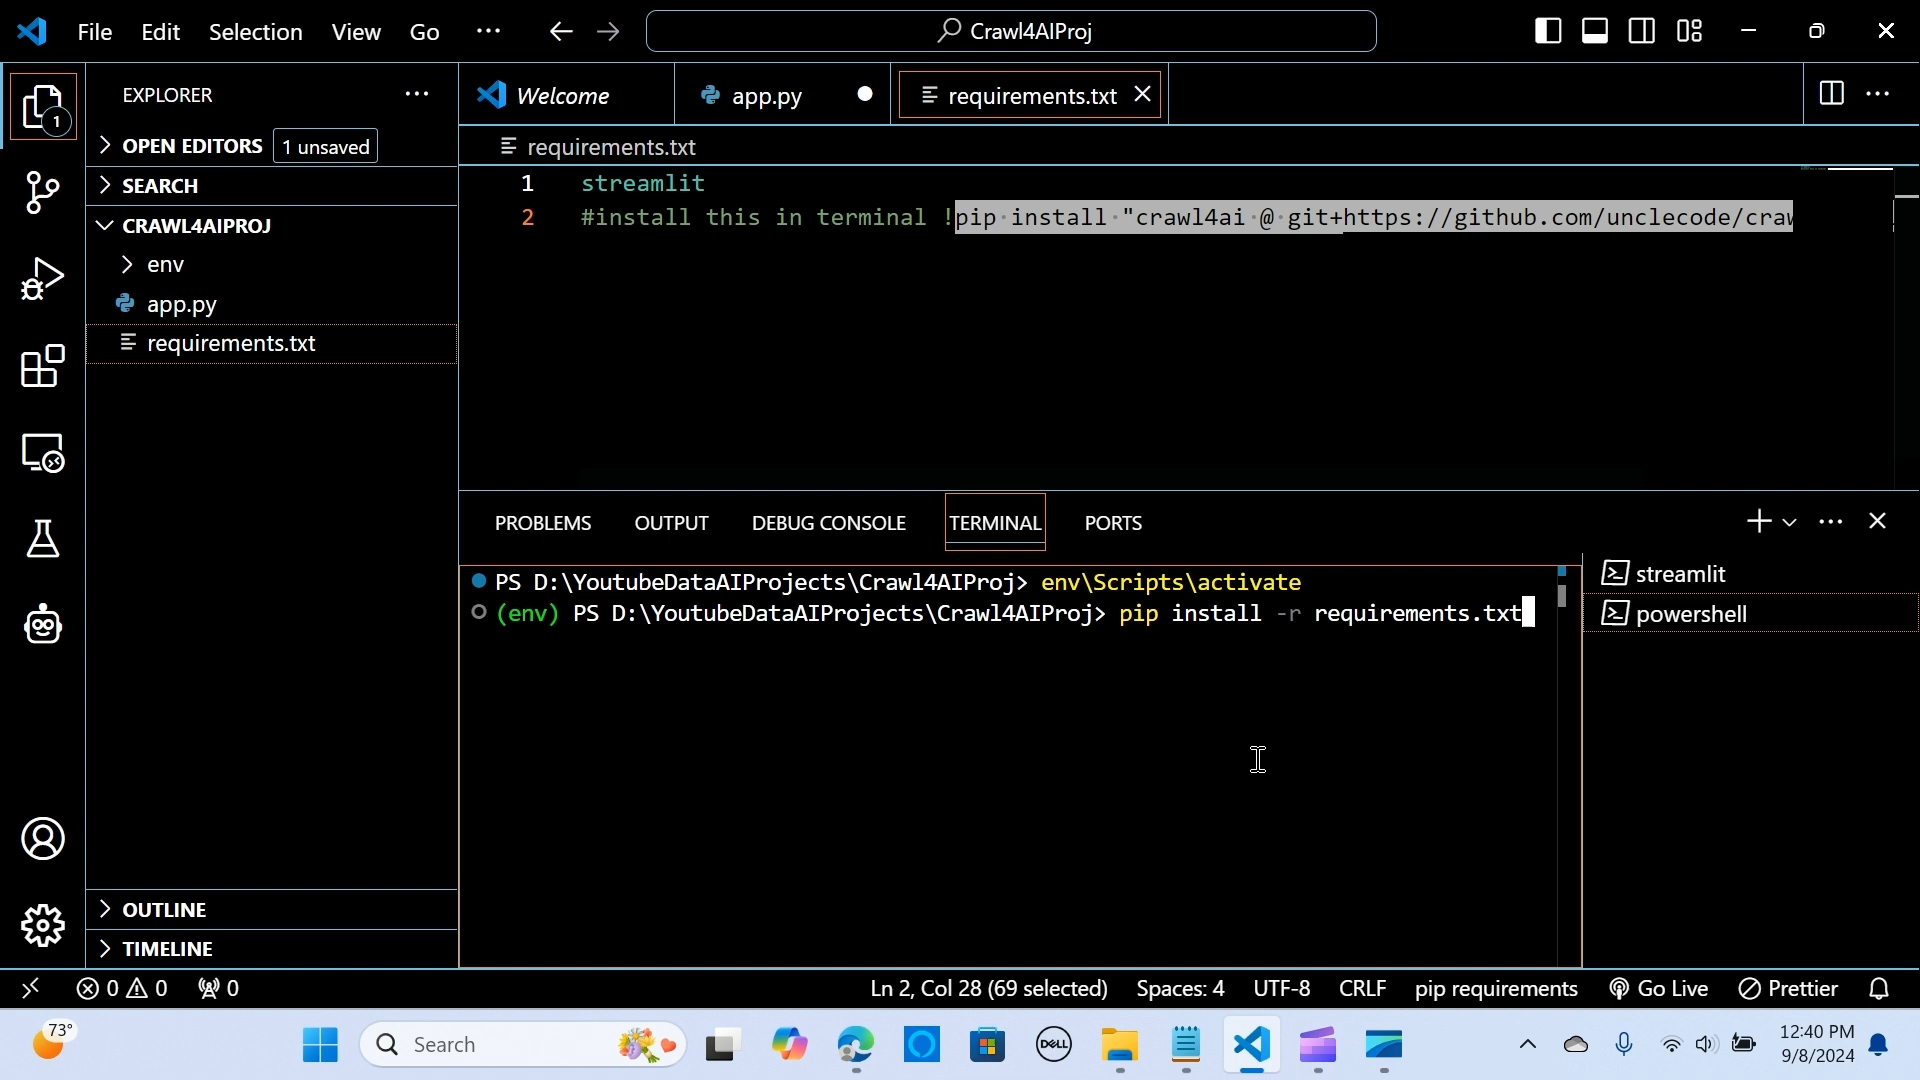 File Edit Selection View Go ··· Crawl4AIProj
EXPLORER ···
1
OPEN EDITORS 1 unsaved
SEARCH
CRAWL4AIPROJ
env
app.py
requirements.txt
OUTLINE
TIMELINE
Welcome app.py requirements.txt ···
requirements.txt
1 streamlit
2 #install this in terminal !pip·install·"crawl4ai·@·git+https://github.com/unclecode/craw
PROBLEMS OUTPUT DEBUG CONSOLE TERMINAL PORTS ···
PS D:\YoutubeDataAIProjects\Crawl4AIProj> env\Scripts\activate
(env) PS D:\YoutubeDataAIProjects\Crawl4AIProj> pip install -r requirements.txt
streamlit
powershell
0 0 0 Ln 2, Col 28 (69 selected) Spaces: 4 UTF-8 CRLF pip requirements Go Live Prettier
73° Search DELL 12:40 PM
9/8/2024